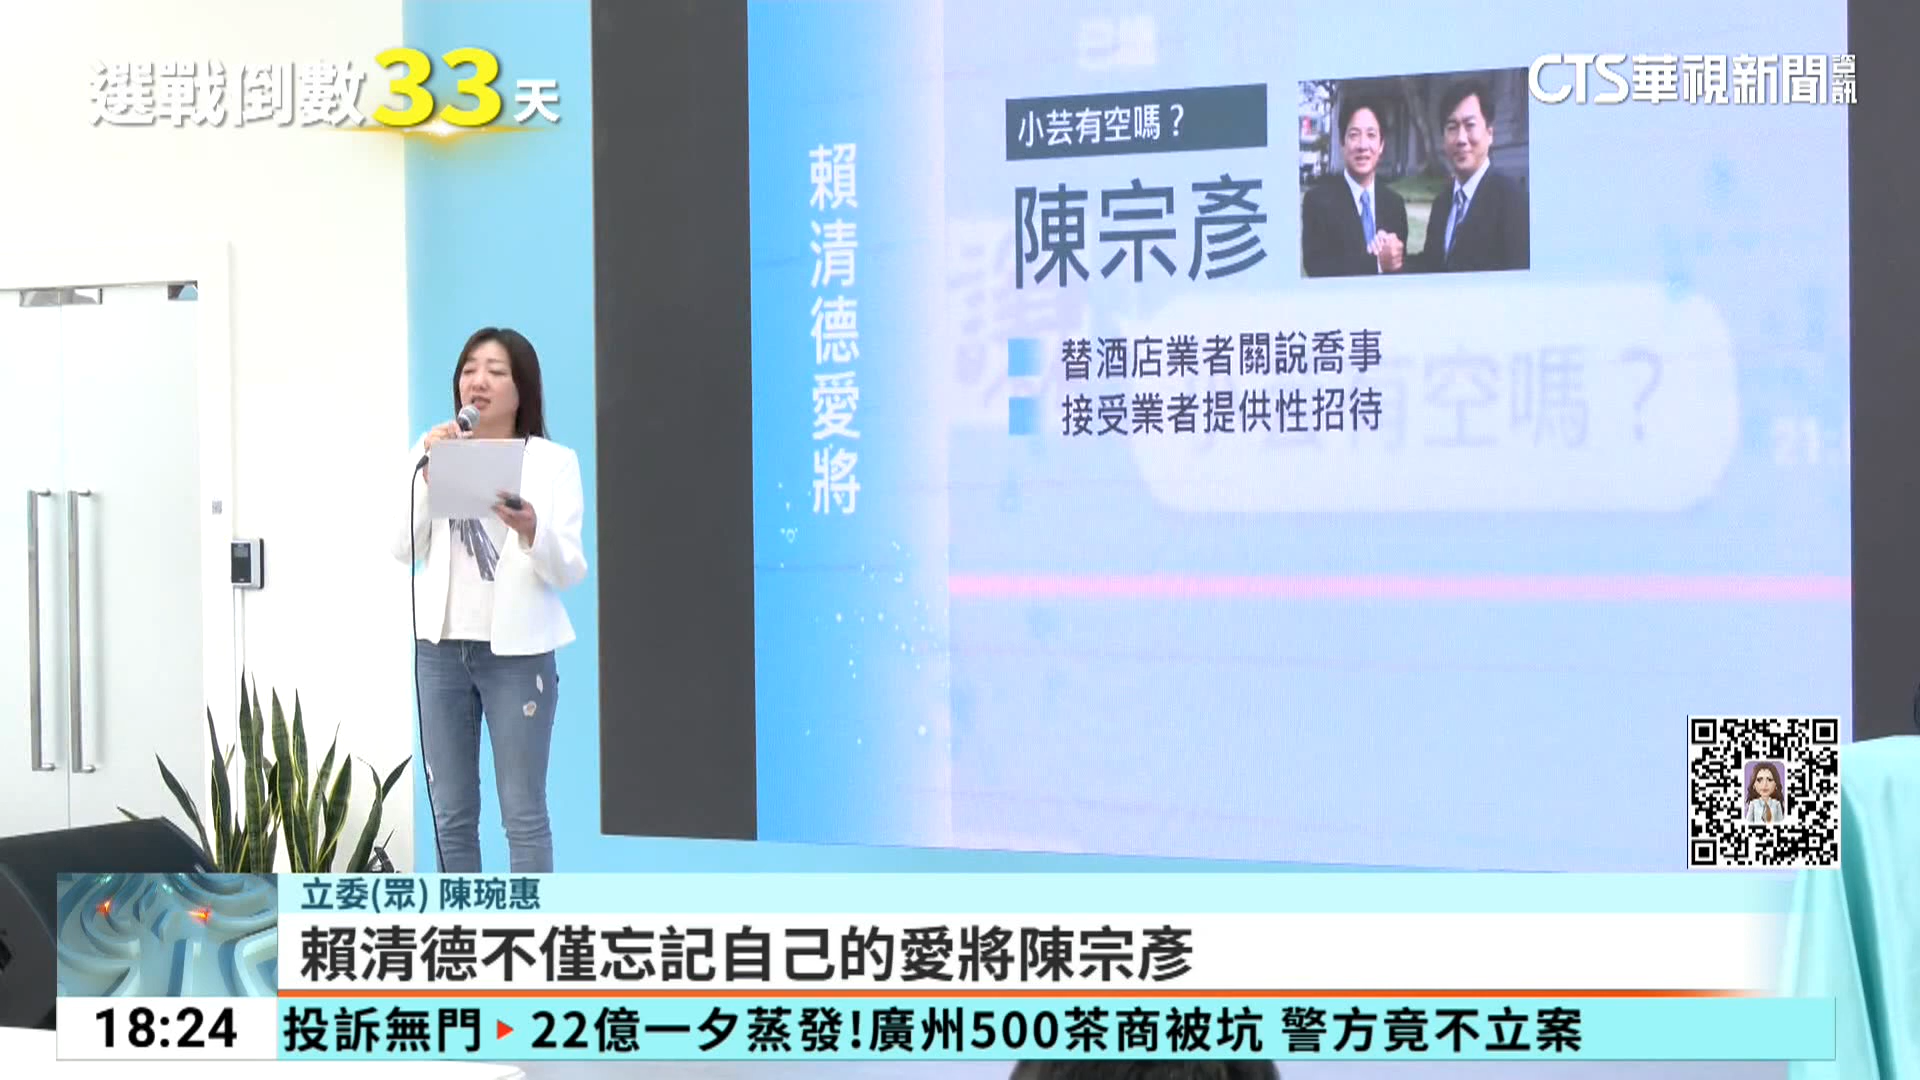 選戰倒數33天
CTS華視新聞資訊
賴清德愛將
小芸有空嗎？
陳宗彥
替酒店業者關說喬事
接受業者提供性招待
有空嗎？
立委(眾) 陳琬惠
賴清德不僅忘記自己的愛將陳宗彥
18:24
投訴無門▶22億一夕蒸發!廣州500茶商被坑 警方竟不立案